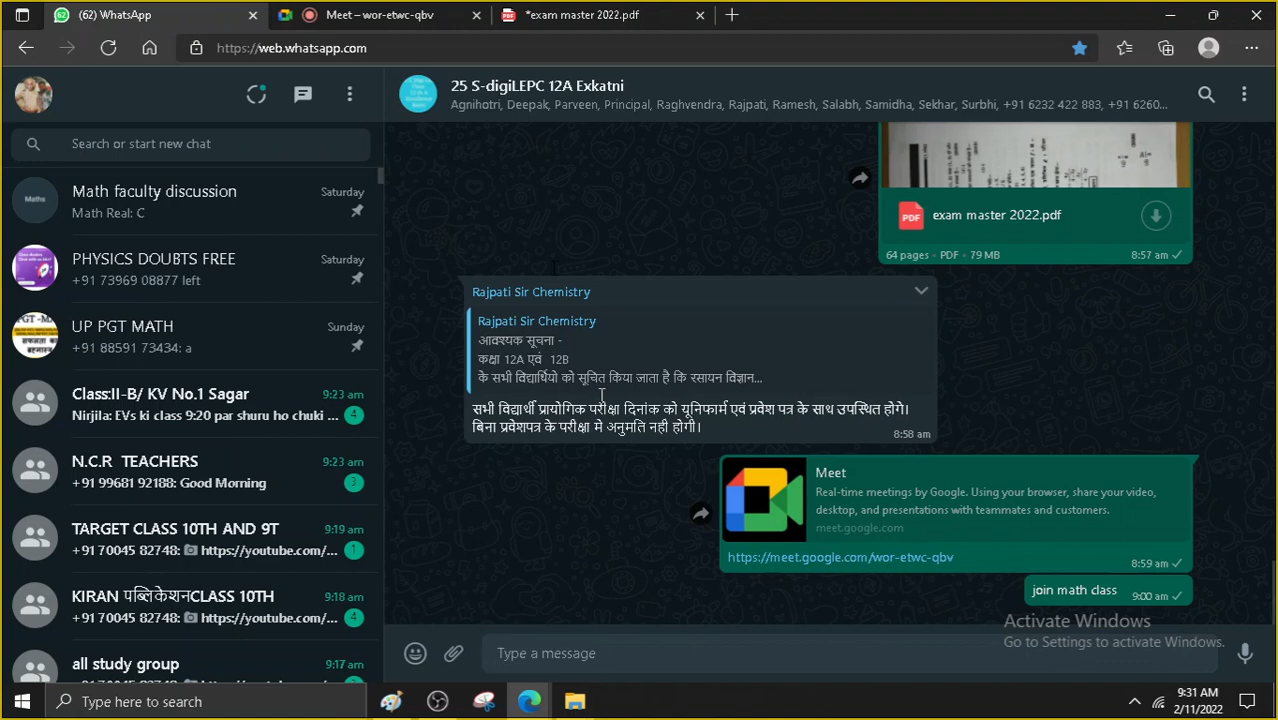 (62) WhatsApp
Meet – wor-etwc-qbv
*exam master 2022.pdf
https://web.whatsapp.com
25 S-digiLEPC 12A Exkatni
Agnihotri, Deepak, Parveen, Principal, Raghvendra, Rajpati, Ramesh, Salabh, Samidha, Sekhar, Surbhi, +91 6232 422 883, +91 6260...
Search or start new chat
Maths
Math faculty discussion
Saturday
Math Real: C
PHYSICS DOUBTS FREE
Saturday
+91 73969 08877 left
UP PGT MATH
Sunday
+91 88591 73434: a
Class:II-B/ KV No.1 Sagar
9:23 am
Nirjila: EVs ki class 9:20 par shuru ho chuki ...
4
N.C.R TEACHERS
9:23 am
+91 99681 92188: Good Morning
3
TARGET CLASS 10TH AND 9T
9:19 am
+91 70045 82748: https://youtube.com/...
1
KIRAN पब्लिकेशनCLASS 10TH
9:18 am
+91 70045 82748: https://youtube.com/...
4
all study group
9:17 am
PDF
exam master 2022.pdf
64 pages • PDF • 79 MB
8:57 am
Rajpati Sir Chemistry
Rajpati Sir Chemistry
आवश्यक सूचना -
कक्षा 12A एवं 12B
के सभी विद्यार्थियो को सूचित किया जाता है कि रसायन विज्ञान...
सभी विद्यार्थी प्रायोगिक परीक्षा दिनांक को यूनिफार्म एवं प्रवेश पत्र के साथ उपस्थित होगे।
बिना प्रवेशपत्र के परीक्षा मे अनुमति नही होगी।
8:58 am
Meet
Real-time meetings by Google. Using your browser, share your video,
desktop, and presentations with teammates and customers.
meet.google.com
https://meet.google.com/wor-etwc-qbv
8:59 am
join math class
9:00 am
Activate Windows
Go to Settings to activate Windows.
Type a message
Type here to search
9:31 AM
2/11/2022